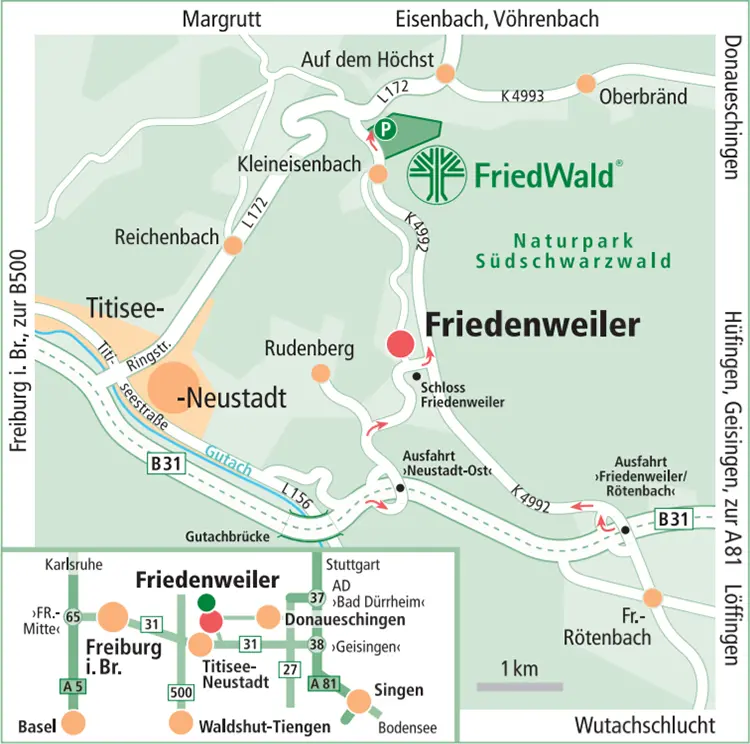 Margrutt
Eisenbach, Vöhrenbach
Donaueschingen
Auf dem Höchst
L172
K 4993
Oberbränd
P
Kleineisenbach
FriedWald®
L172
K 4992
Naturpark
Südschwarzwald
Reichenbach
Freiburg i. Br., zur B500
Titisee-
Friedenweiler
Hüfingen, Geisingen, zur A81
Ringstr.
Rudenberg
Titi-
seestraße
-Neustadt
Schloss
Friedenweiler
Gutach
B31
Ausfahrt
›Neustadt-Ost‹
Ausfahrt
›Friedenweiler/
Rötenbach‹
L156
K 4992
B31
Gutachbrücke
Löffingen
Fr.-
Rötenbach
1 km
Wutachschlucht
Karlsruhe
Friedenweiler
Stuttgart
AD
›Bad Dürrheim‹
37
›FR.-
Mitte‹
65
31
Donaueschingen
Freiburg
i. Br.
31
38
›Geisingen‹
Titisee-
Neustadt
27
A 5
500
A 81
Singen
Basel
Waldshut-Tiengen
Bodensee